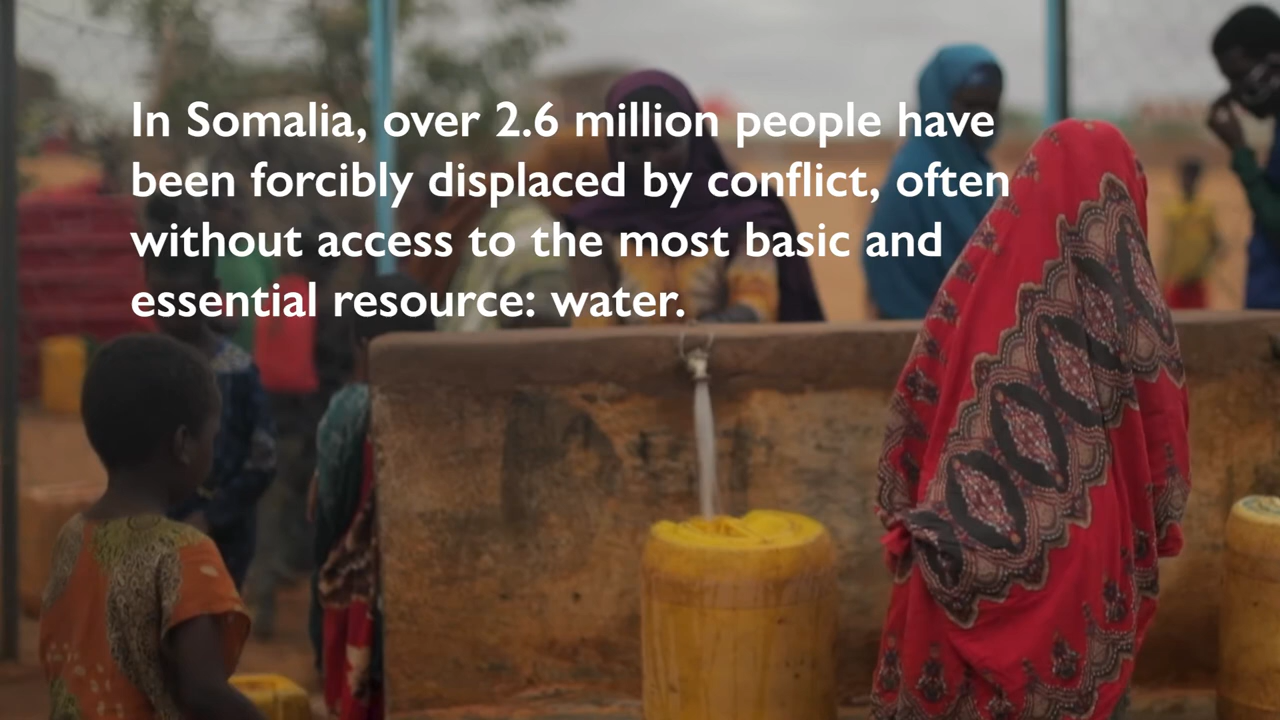 In Somalia, over 2.6 million people have
been forcibly displaced by conflict, often
without access to the most basic and
essential resource: water.